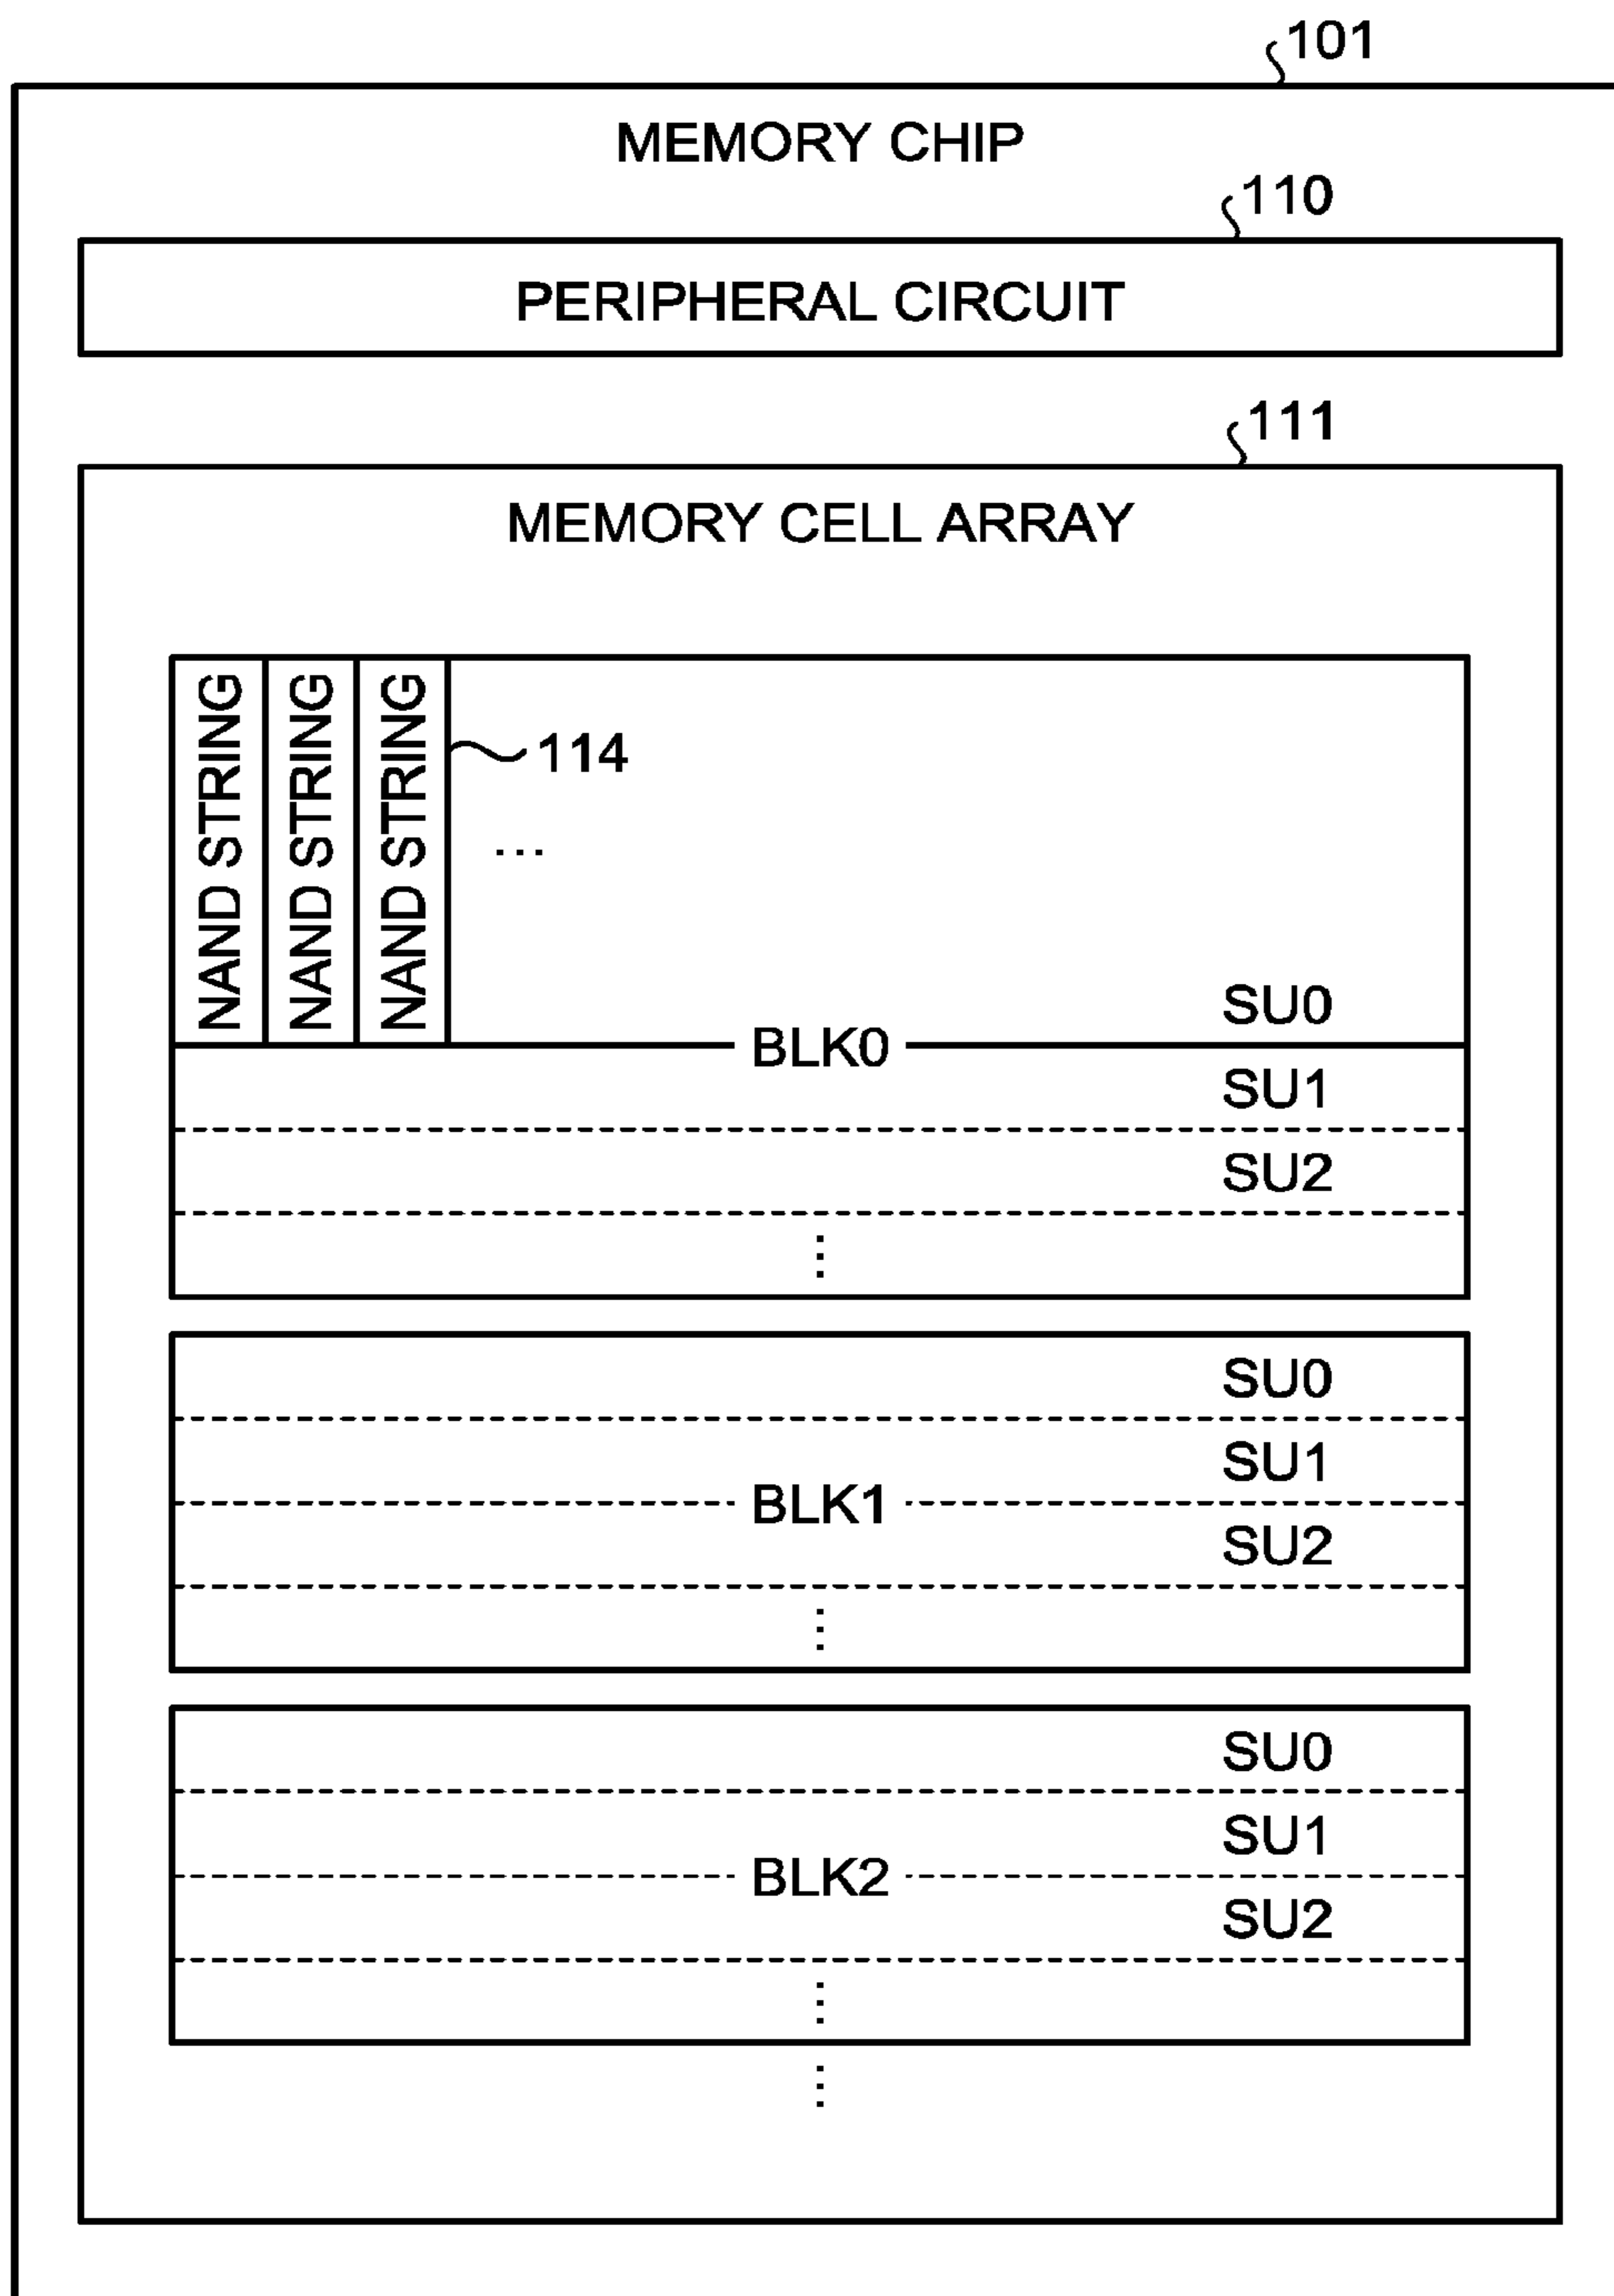 101
MEMORY CHIP
110
PERIPHERAL CIRCUIT
111
MEMORY CELL ARRAY
NAND STRING
NAND STRING
NAND STRING
114
...
SU0
BLK0
SU1
SU2
...
SU0
SU1
BLK1
SU2
...
SU0
SU1
BLK2
SU2
...
...